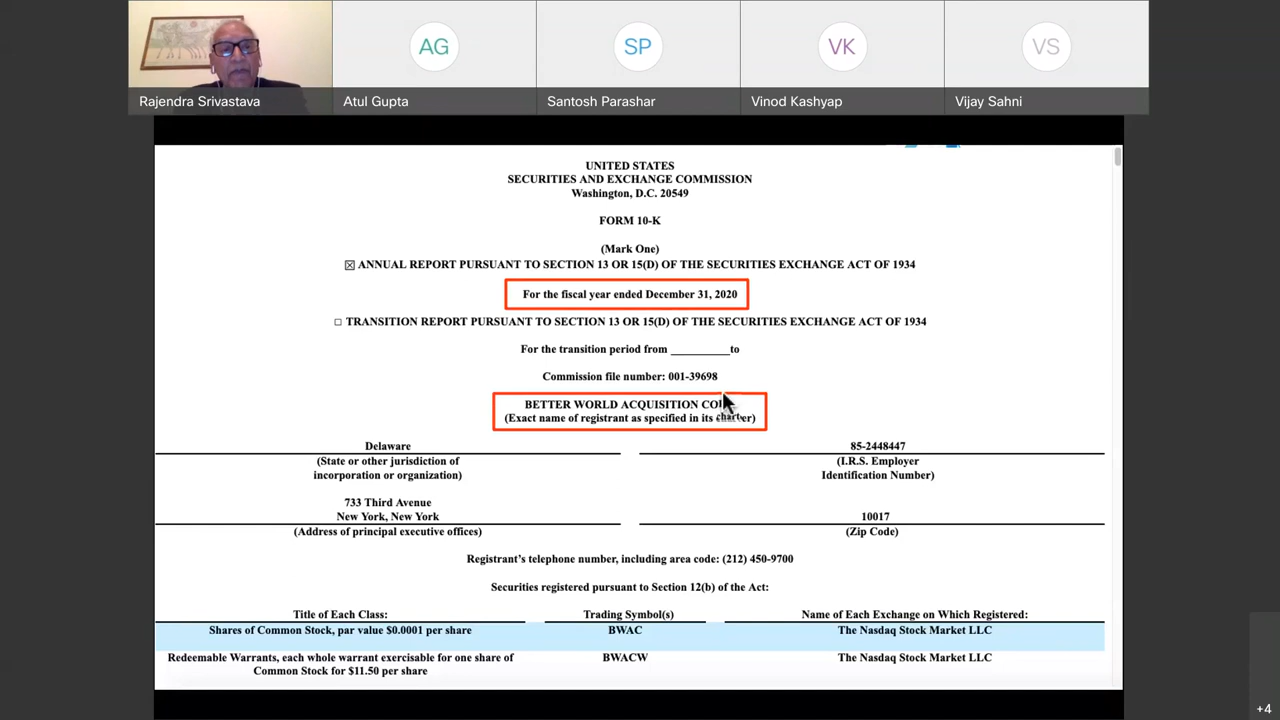 AG
SP
VK
VS
Rajendra Srivastava
Atul Gupta
Santosh Parashar
Vinod Kashyap
Vijay Sahni
UNITED STATES
SECURITIES AND EXCHANGE COMMISSION
Washington, D.C. 20549
FORM 10-K
(Mark One)
☒ ANNUAL REPORT PURSUANT TO SECTION 13 OR 15(D) OF THE SECURITIES EXCHANGE ACT OF 1934
For the fiscal year ended December 31, 2020
☐ TRANSITION REPORT PURSUANT TO SECTION 13 OR 15(D) OF THE SECURITIES EXCHANGE ACT OF 1934
For the transition period from __________to
Commission file number: 001-39698
BETTER WORLD ACQUISITION
(Exact name of registrant as specified in its charter)
Delaware
(State or other jurisdiction of
incorporation or organization)
85-2448447
(I.R.S. Employer
Identification Number)
733 Third Avenue
New York, New York
(Address of principal executive offices)
10017
(Zip Code)
Registrant's telephone number, including area code: (212) 450-9700
Securities registered pursuant to Section 12(b) of the Act:
Title of Each Class: Trading Symbol(s) Name of Each Exchange on Which Registered:
Shares of Common Stock, par value $0.0001 per share BWAC The Nasdaq Stock Market LLC
Redeemable Warrants, each whole warrant exercisable for one share of BWACW The Nasdaq Stock Market LLC
Common Stock for $11.50 per share
+4